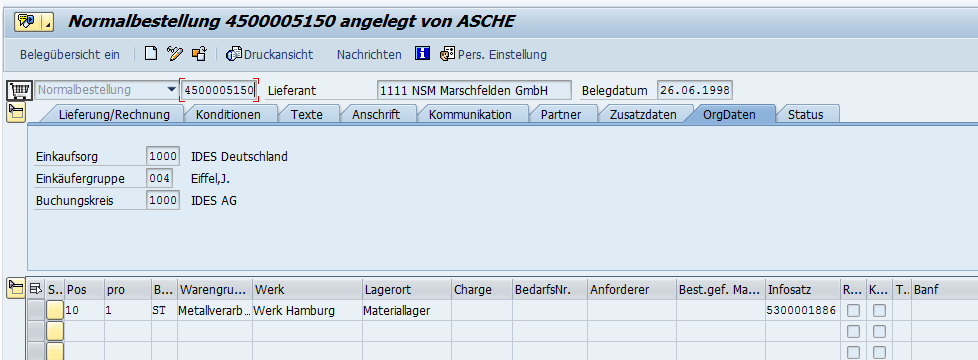 Normalbestellung 4500005150 angelegt von ASCHE
Belegübersicht ein Druckansicht Nachrichten Pers. Einstellung
Normalbestellung 4500005150 Lieferant 1111 NSM Marschfelden GmbH Belegdatum 26.06.1998
Lieferung/Rechnung Konditionen Texte Anschrift Kommunikation Partner Zusatzdaten OrgDaten Status
Einkaufsorg 1000 IDES Deutschland
Einkäufergruppe 004 Eiffel,J.
Buchungskreis 1000 IDES AG
S.. Pos pro B... Warengru... Werk Lagerort Charge BedarfsNr. Anforderer Best.gef. Ma... Infosatz R... K... T.. Banf
10 1 ST Metallverarb... Werk Hamburg Materiallager 5300001886